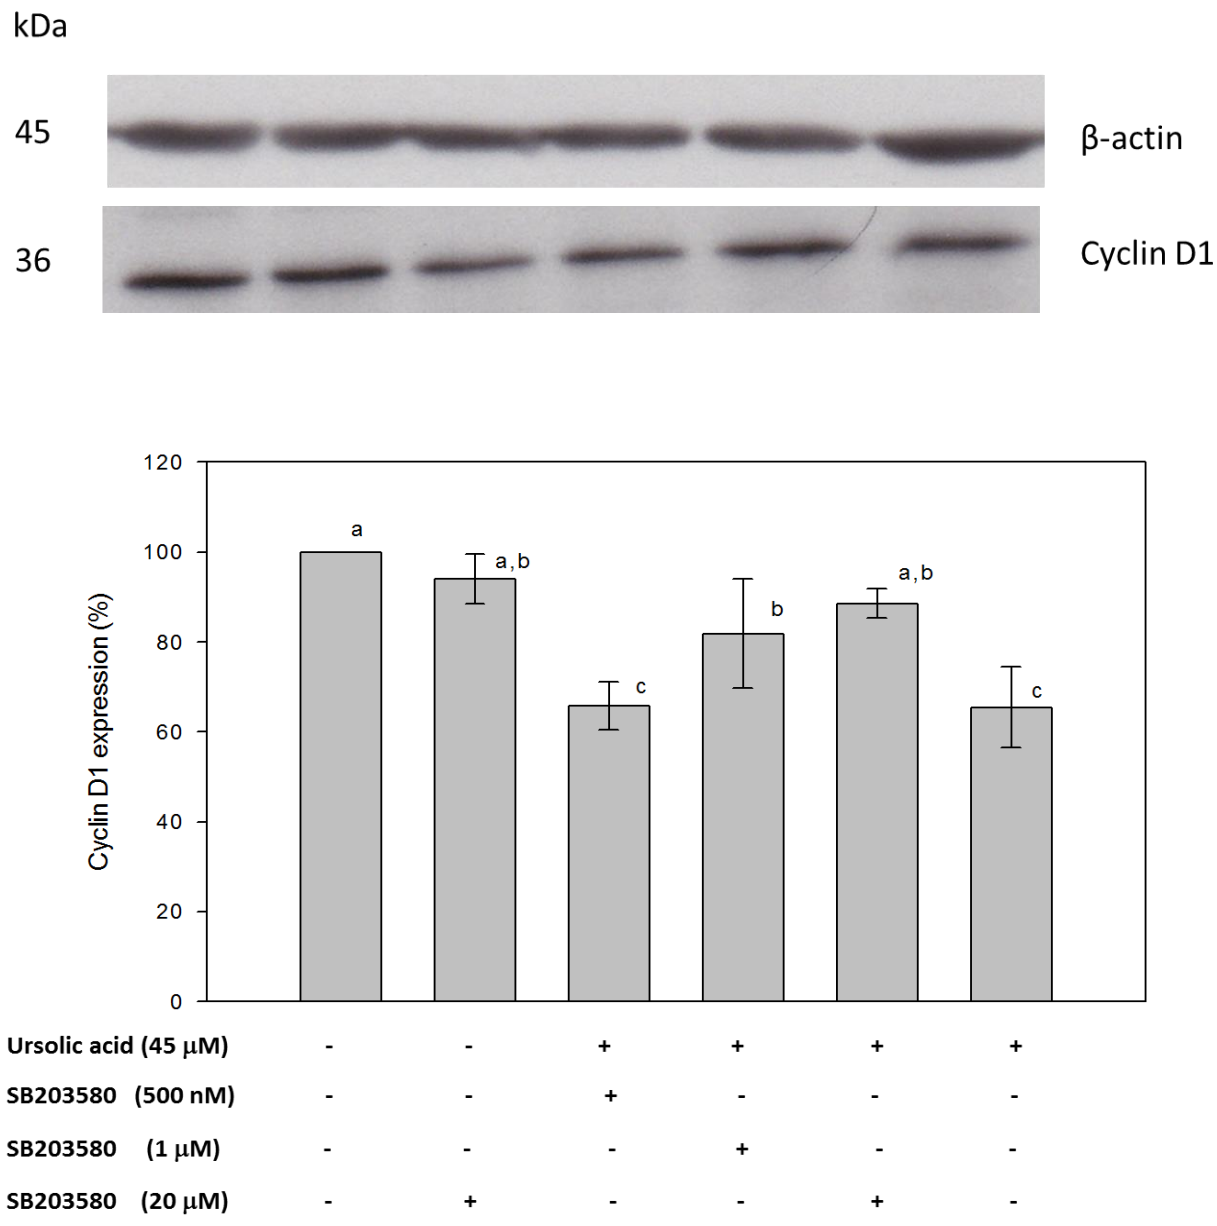 kDa
45 β-actin
36 Cyclin D1
120
100
80
60
40
20
0
Cyclin D1 expression (%)
a a,b c b a,b c
Ursolic acid (45 μM) - - + + + +
SB203580 (500 nM) - - + - - -
SB203580 (1 μM) - - - + - -
SB203580 (20 μM) - + - - + -